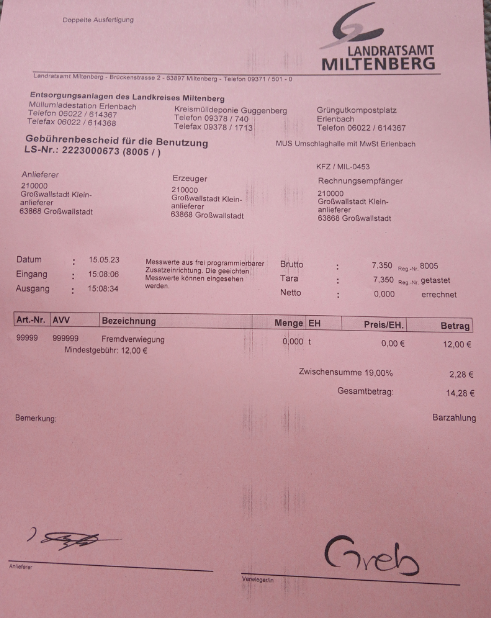 Doppelte Ausfertigung
LANDRATSAMT
MILTENBERG
Landratsamt Miltenberg - Brückenstrasse 2 - 63897 Miltenberg - Telefon 09371 / 501 - 0
Entsorgungsanlagen des Landkreises Miltenberg
Müllumladestation Erlenbach
Telefon 06022 / 614367
Telefax 06022 / 614368
Kreismülldeponie Guggenberg
Telefon 09378 / 740
Telefax 09378 / 1713
Grüngutkompostplatz
Erlenbach
Telefon 06022 / 614367
Gebührenbescheid für die Benutzung
MUS Umschlaghalle mit MwSt Erlenbach
LS-Nr.: 2223000673 (8005 / )
KFZ / MIL-0453
Anlieferer
210000
Großwallstadt Klein-
anlieferer
63868 Großwallstadt
Erzeuger
210000
Großwallstadt Klein-
anlieferer
63868 Großwallstadt
Rechnungsempfänger
210000
Großwallstadt Klein-
anlieferer
63868 Großwallstadt
Datum : 15.05.23
Eingang : 15:08:06
Ausgang : 15:08:34
Messwerte aus frei programmierbarer
Zusatzeinrichtung. Die geeichten
Messwerte können eingesehen
werden.
Brutto : 7,350 Reg.-Nr. 8005
Tara : 7,350 Reg.-Nr. getastet
Netto : 0,000 errechnet
Art.-Nr. AVV Bezeichnung Menge EH Preis/EH. Betrag
99999 999999 Fremdverwiegung 0,000 t 0,00 € 12,00 €
Mindestgebühr: 12,00 €
Zwischensumme 19,00% 2,28 €
Gesamtbetrag: 14,28 €
Bemerkung: Barzahlung
Greb
Anlieferer